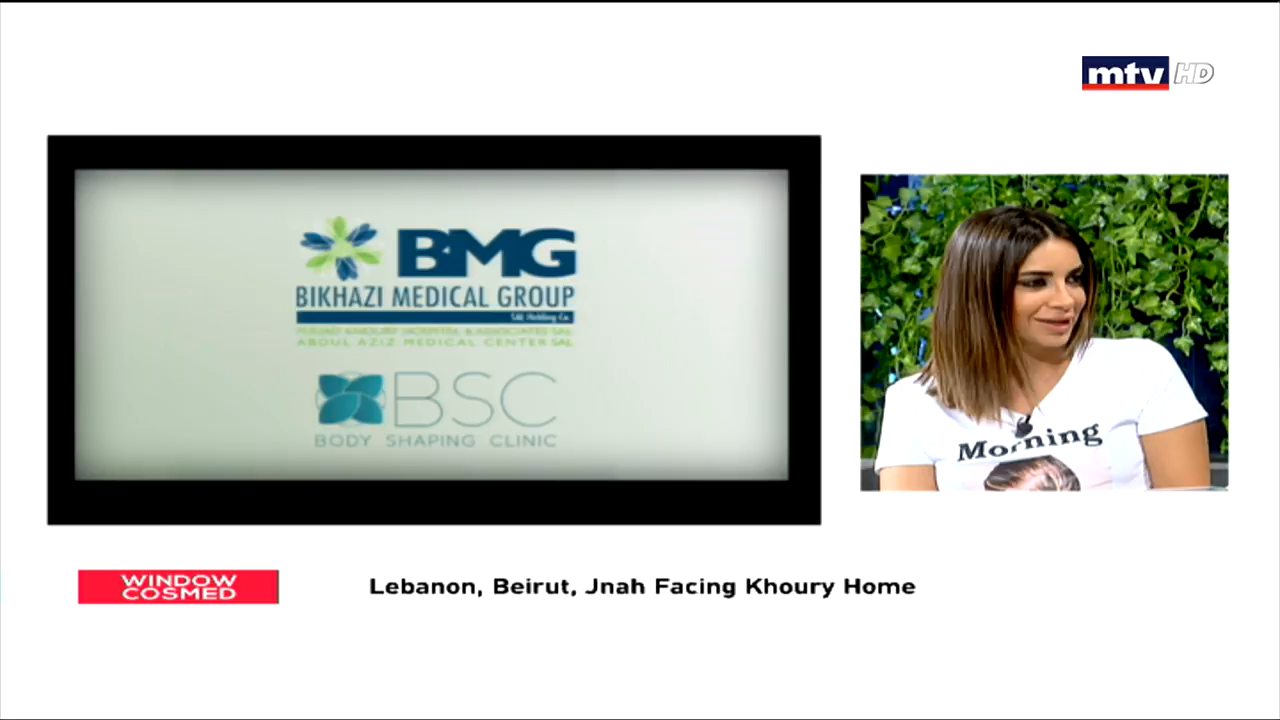 mtv HD
BMG
BIKHAZI MEDICAL GROUP
SAL Holding Co.
ABOUL AZIZ MEDICAL CENTER SAL
BSC
BODY SHAPING CLINIC
Morning
WINDOW
COSMED
Lebanon, Beirut, Jnah Facing Khoury Home